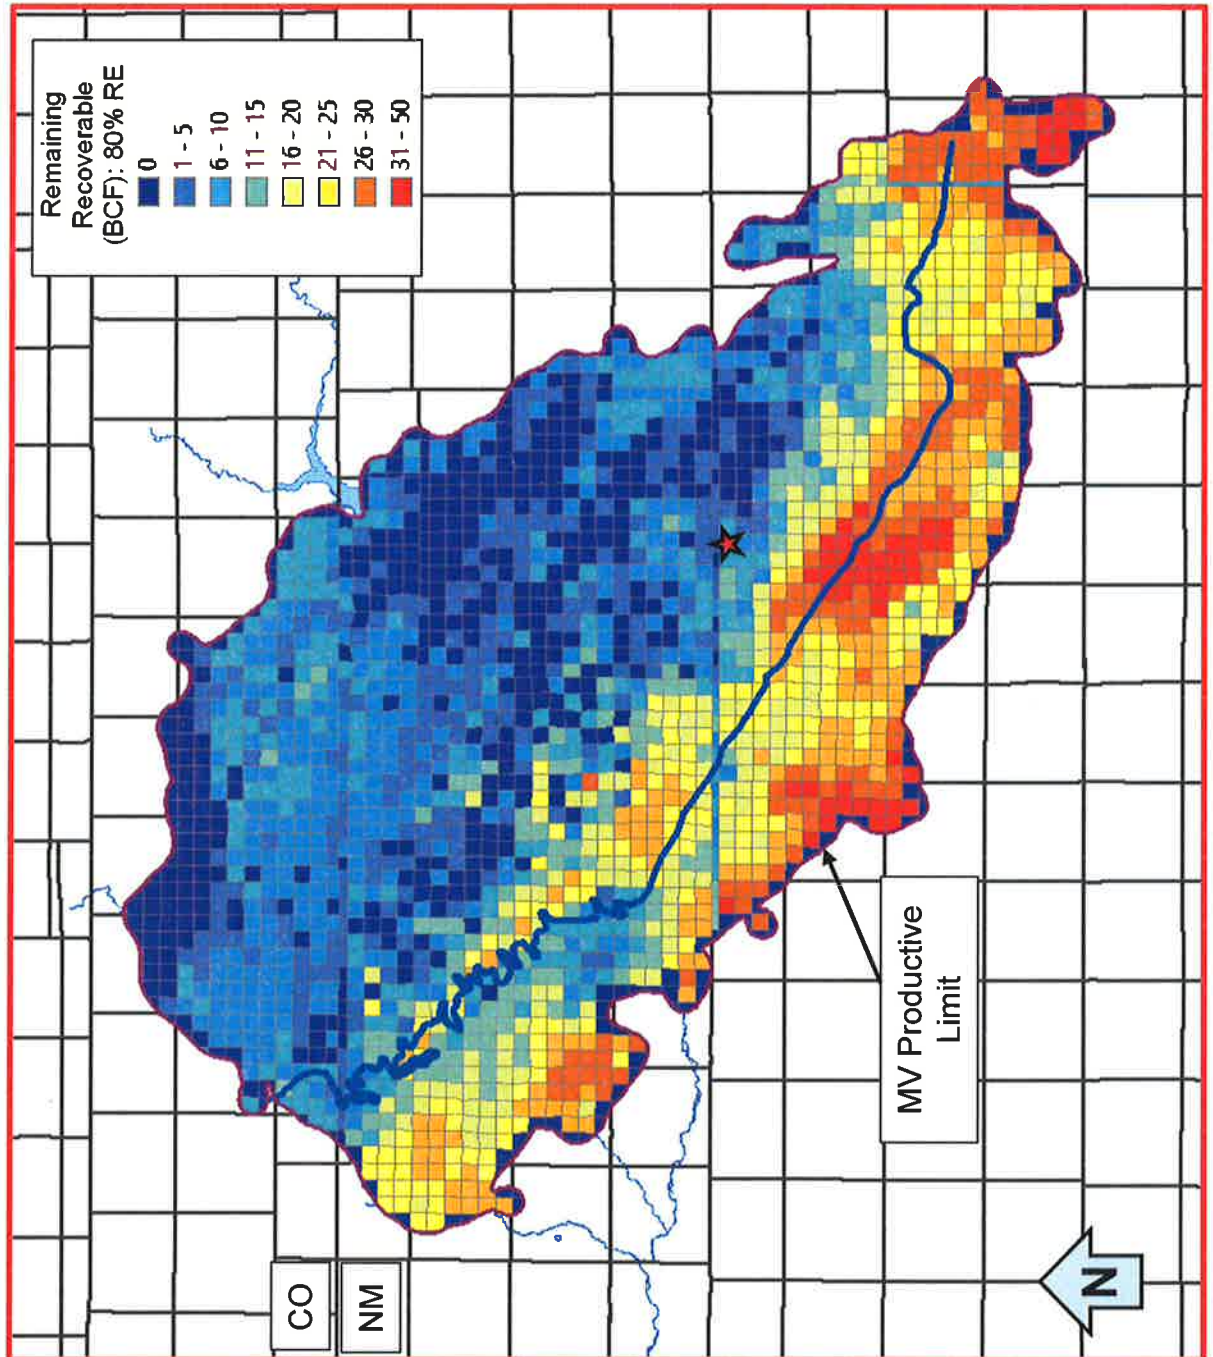 Remaining
Recoverable
(BCF): 80% RE
0
1 - 5
6 - 10
11 - 15
16 - 20
21 - 25
26 - 30
31 - 50
MV Productive
Limit
CO
NM
N